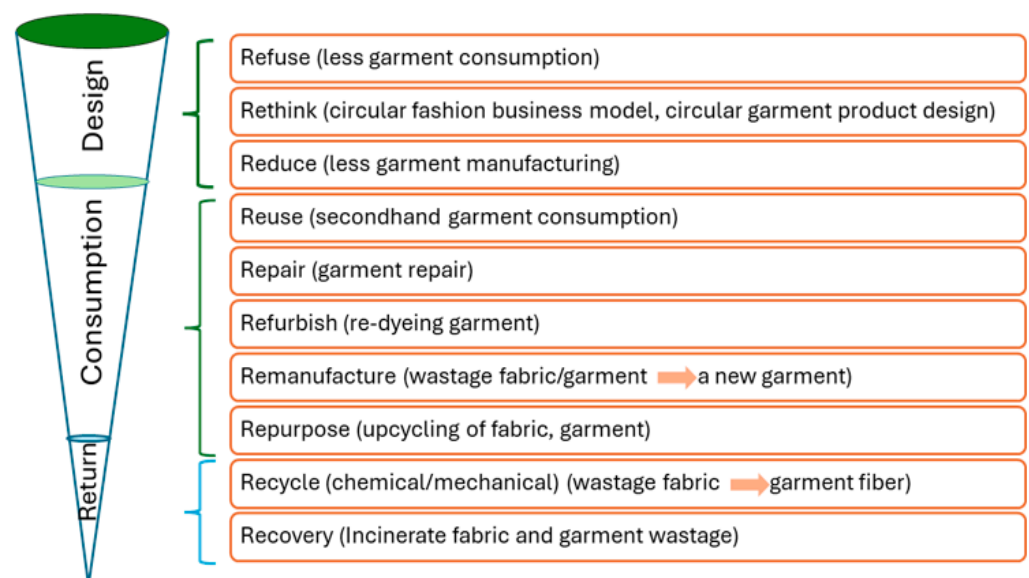 Design
Refuse (less garment consumption)
Rethink (circular fashion business model, circular garment product design)
Reduce (less garment manufacturing)
Consumption
Reuse (secondhand garment consumption)
Repair (garment repair)
Refurbish (re-dyeing garment)
Remanufacture (wastage fabric/garment a new garment)
Repurpose (upcycling of fabric, garment)
Return
Recycle (chemical/mechanical) (wastage fabric garment fiber)
Recovery (Incinerate fabric and garment wastage)